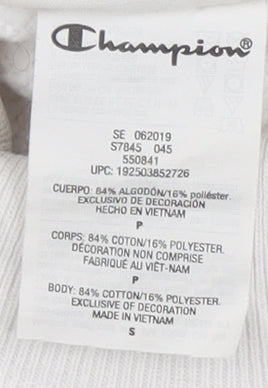 Champion®
SE 062019
S7845 045
550841
UPC: 192503852726
CUERPO: 84% ALGODÓN/16% poliéster.
EXCLUSIVO DE DECORACIÓN
HECHO EN VIETNAM
P
CORPS: 84% COTON/16% POLYESTER.
DÉCORATION NON COMPRISE
FABRIQUÉ AU VIÊT-NAM
P
BODY: 84% COTTON/16% POLYESTER.
EXCLUSIVE OF DECORATION
MADE IN VIETNAM
S